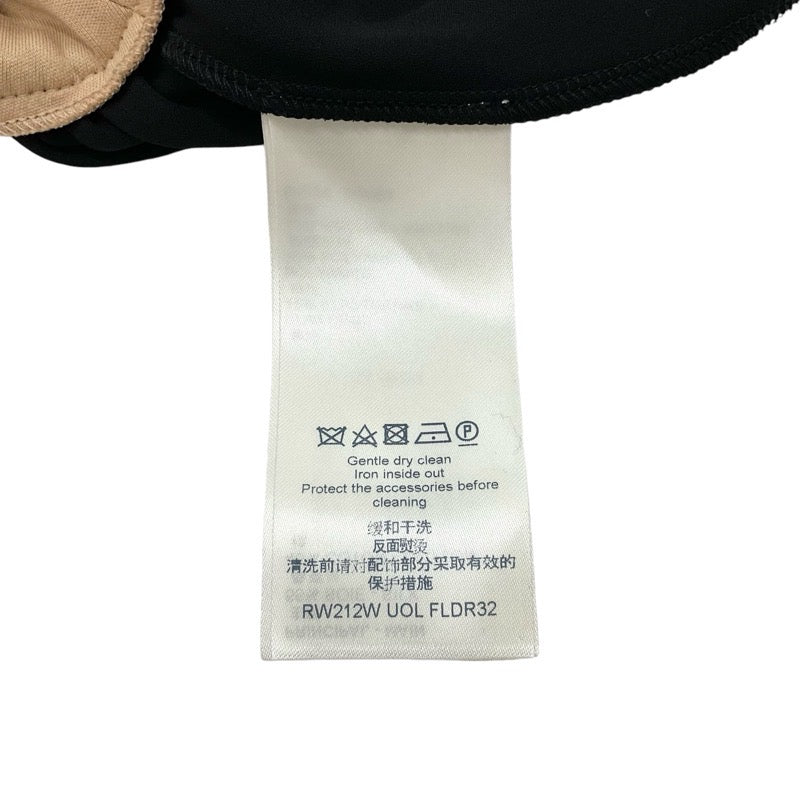 P
Gentle dry clean
Iron inside out
Protect the accessories before
cleaning
缓和干洗
反面熨烫
清洗前请对配饰部分采取有效的
保护措施
RW212W UOL FLDR32
PRINCIPAL - MAIN